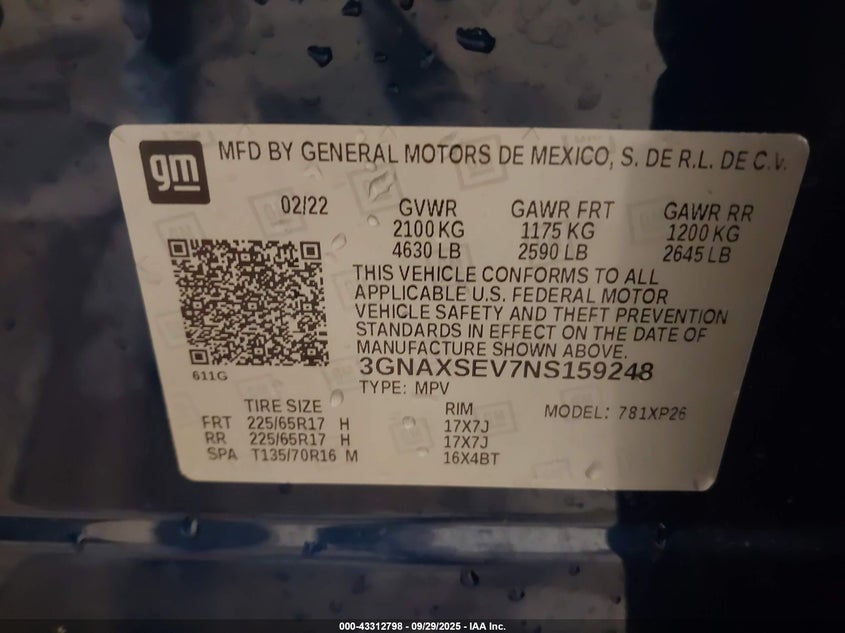 gm
MFD BY GENERAL MOTORS DE MEXICO, S. DE R.L. DE C.V.
02/22 GVWR GAWR FRT GAWR RR
2100 KG 1175 KG 1200 KG
4630 LB 2590 LB 2645 LB
THIS VEHICLE CONFORMS TO ALL
APPLICABLE U.S. FEDERAL MOTOR
VEHICLE SAFETY AND THEFT PREVENTION
STANDARDS IN EFFECT ON THE DATE OF
MANUFACTURE SHOWN ABOVE.
611G
3GNAXSEV7NS159248
TYPE: MPV
TIRE SIZE RIM MODEL: 781XP26
FRT 225/65R17 H 17X7J
RR 225/65R17 H 17X7J
SPA T135/70R16 M 16X4BT
000-43312798 - 09/29/2025 - IAA Inc.